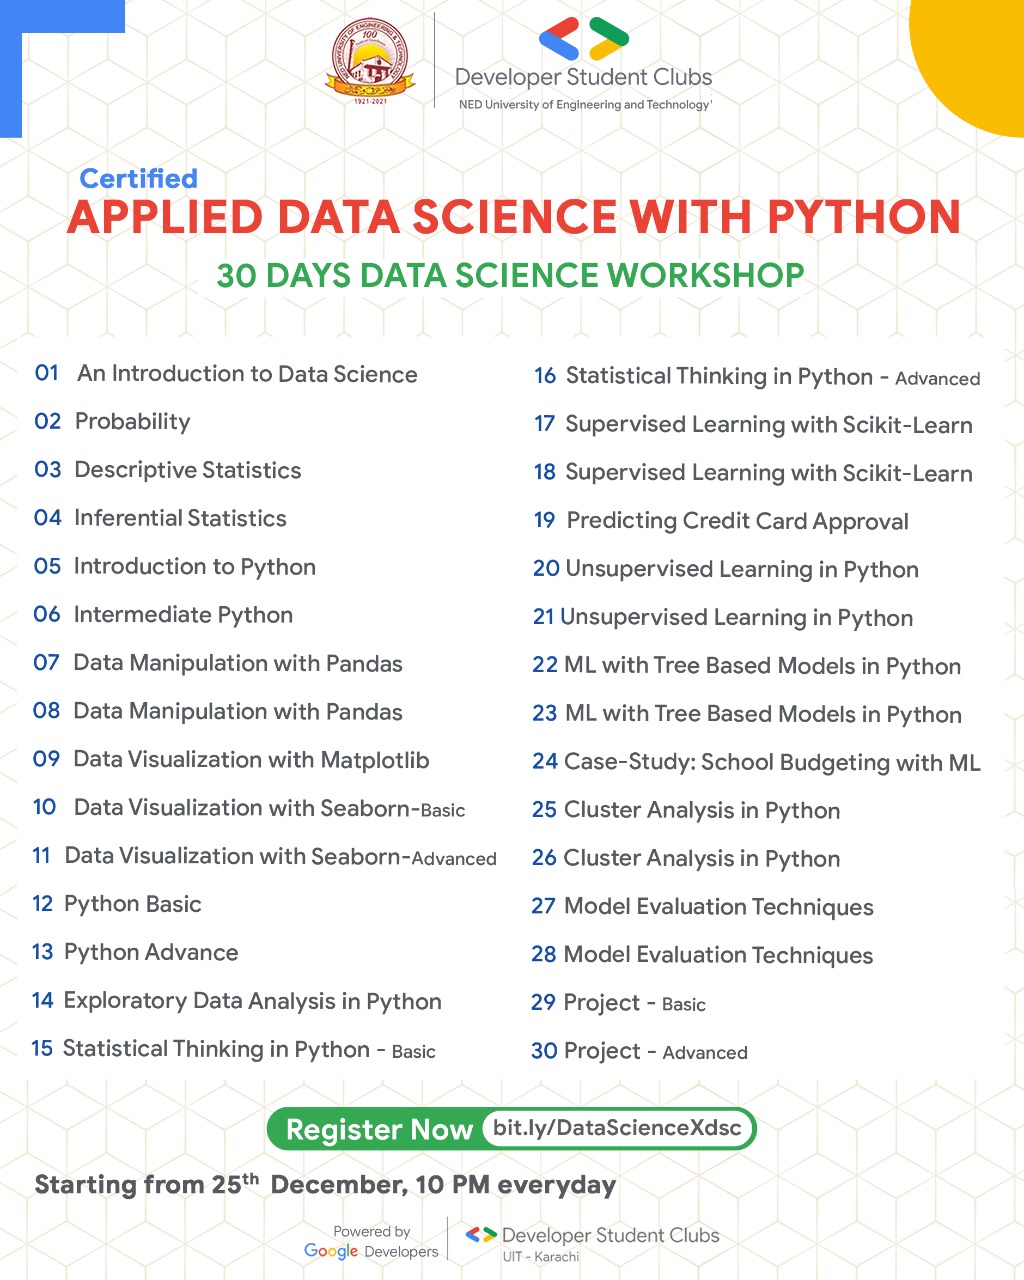 NED UNIVERSITY OF ENGINEERING & TECHNOLOGY
100
1921-2021
Developer Student Clubs
NED University of Engineering and Technology'
Certified
APPLIED DATA SCIENCE WITH PYTHON
30 DAYS DATA SCIENCE WORKSHOP
01 An Introduction to Data Science
02 Probability
03 Descriptive Statistics
04 Inferential Statistics
05 Introduction to Python
06 Intermediate Python
07 Data Manipulation with Pandas
08 Data Manipulation with Pandas
09 Data Visualization with Matplotlib
10 Data Visualization with Seaborn-Basic
11 Data Visualization with Seaborn-Advanced
12 Python Basic
13 Python Advance
14 Exploratory Data Analysis in Python
15 Statistical Thinking in Python - Basic
16 Statistical Thinking in Python - Advanced
17 Supervised Learning with Scikit-Learn
18 Supervised Learning with Scikit-Learn
19 Predicting Credit Card Approval
20 Unsupervised Learning in Python
21 Unsupervised Learning in Python
22 ML with Tree Based Models in Python
23 ML with Tree Based Models in Python
24 Case-Study: School Budgeting with ML
25 Cluster Analysis in Python
26 Cluster Analysis in Python
27 Model Evaluation Techniques
28 Model Evaluation Techniques
29 Project - Basic
30 Project - Advanced
Register Now bit.ly/DataScienceXdsc
Starting from 25th December, 10 PM everyday
Powered by
Google Developers
Developer Student Clubs
UIT - Karachi